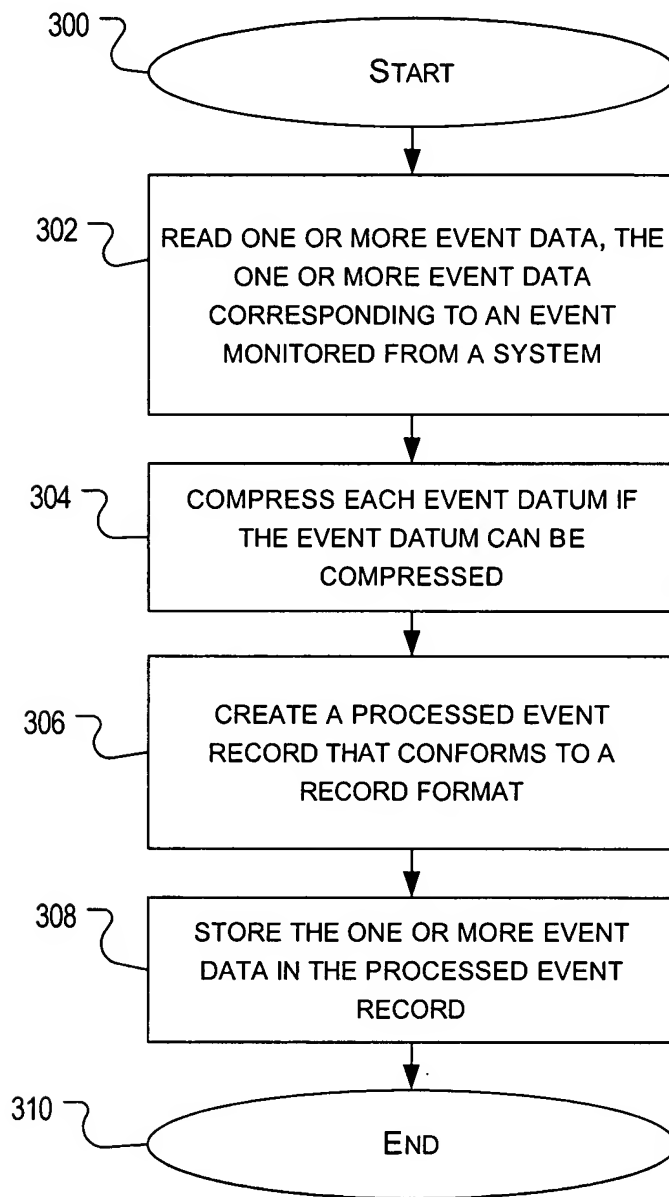 300
START
302
READ ONE OR MORE EVENT DATA, THE
ONE OR MORE EVENT DATA
CORRESPONDING TO AN EVENT
MONITORED FROM A SYSTEM
304
COMPRESS EACH EVENT DATUM IF
THE EVENT DATUM CAN BE
COMPRESSED
306
CREATE A PROCESSED EVENT
RECORD THAT CONFORMS TO A
RECORD FORMAT
308
STORE THE ONE OR MORE EVENT
DATA IN THE PROCESSED EVENT
RECORD
310
END